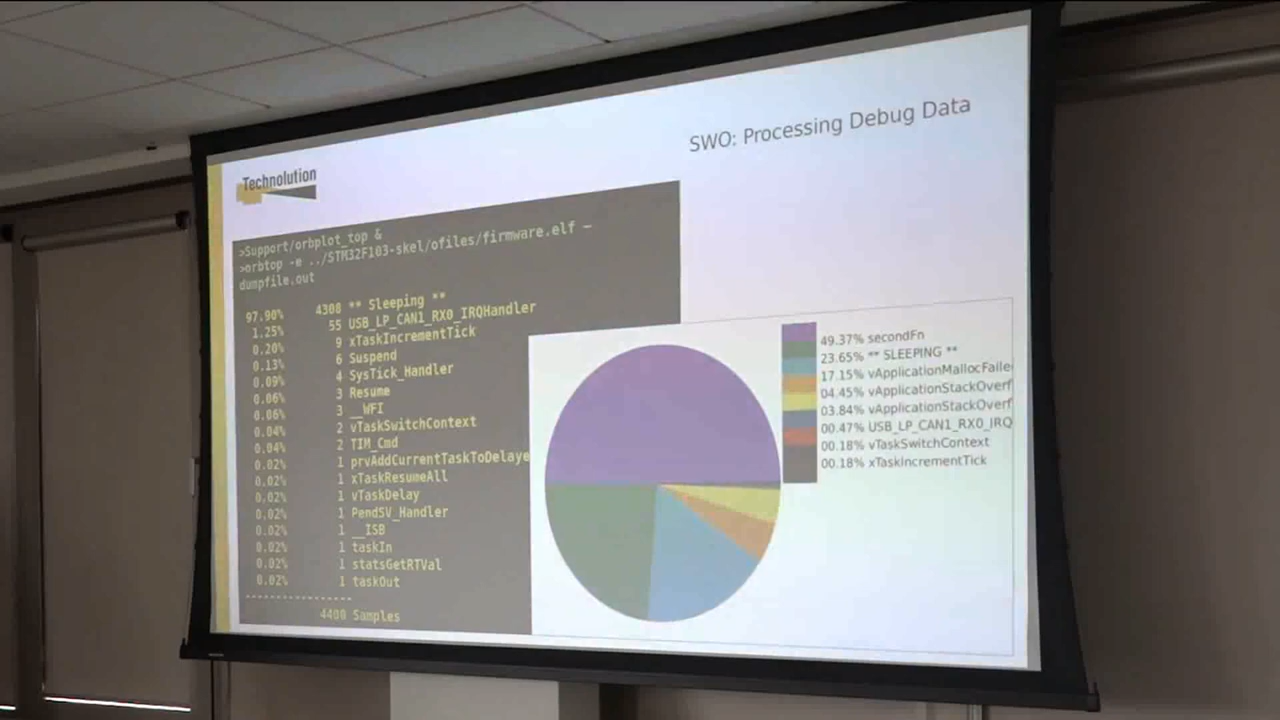 SWO: Processing Debug Data
Technolution
>Support/orbplot_top &
>orbtop -e ../STM32F103-skel/ofiles/firmware.elf –
dumpfile.out
97.90% 4308 ** Sleeping **
1.25% 55 USB_LP_CAN1_RX0_IRQHandler
0.20% 9 xTaskIncrementTick
0.13% 6 Suspend
0.09% 4 SysTick_Handler
0.06% 3 Resume
0.06% 3 __WFI
0.04% 2 vTaskSwitchContext
0.04% 2 TIM_Cmd
0.02% 1 prvAddCurrentTaskToDelaye
0.02% 1 xTaskResumeAll
0.02% 1 vTaskDelay
0.02% 1 PendSV_Handler
0.02% 1 __ISB
0.02% 1 taskIn
0.02% 1 statsGetRTVal
0.02% 1 taskOut
-----------------
4400 Samples
49.37% secondFn
23.65% ** SLEEPING **
17.15% vApplicationMallocFaile
04.45% vApplicationStackOverf
03.84% vApplicationStackOverf
00.47% USB_LP_CAN1_RX0_IRQ
00.18% vTaskSwitchContext
00.18% xTaskIncrementTick